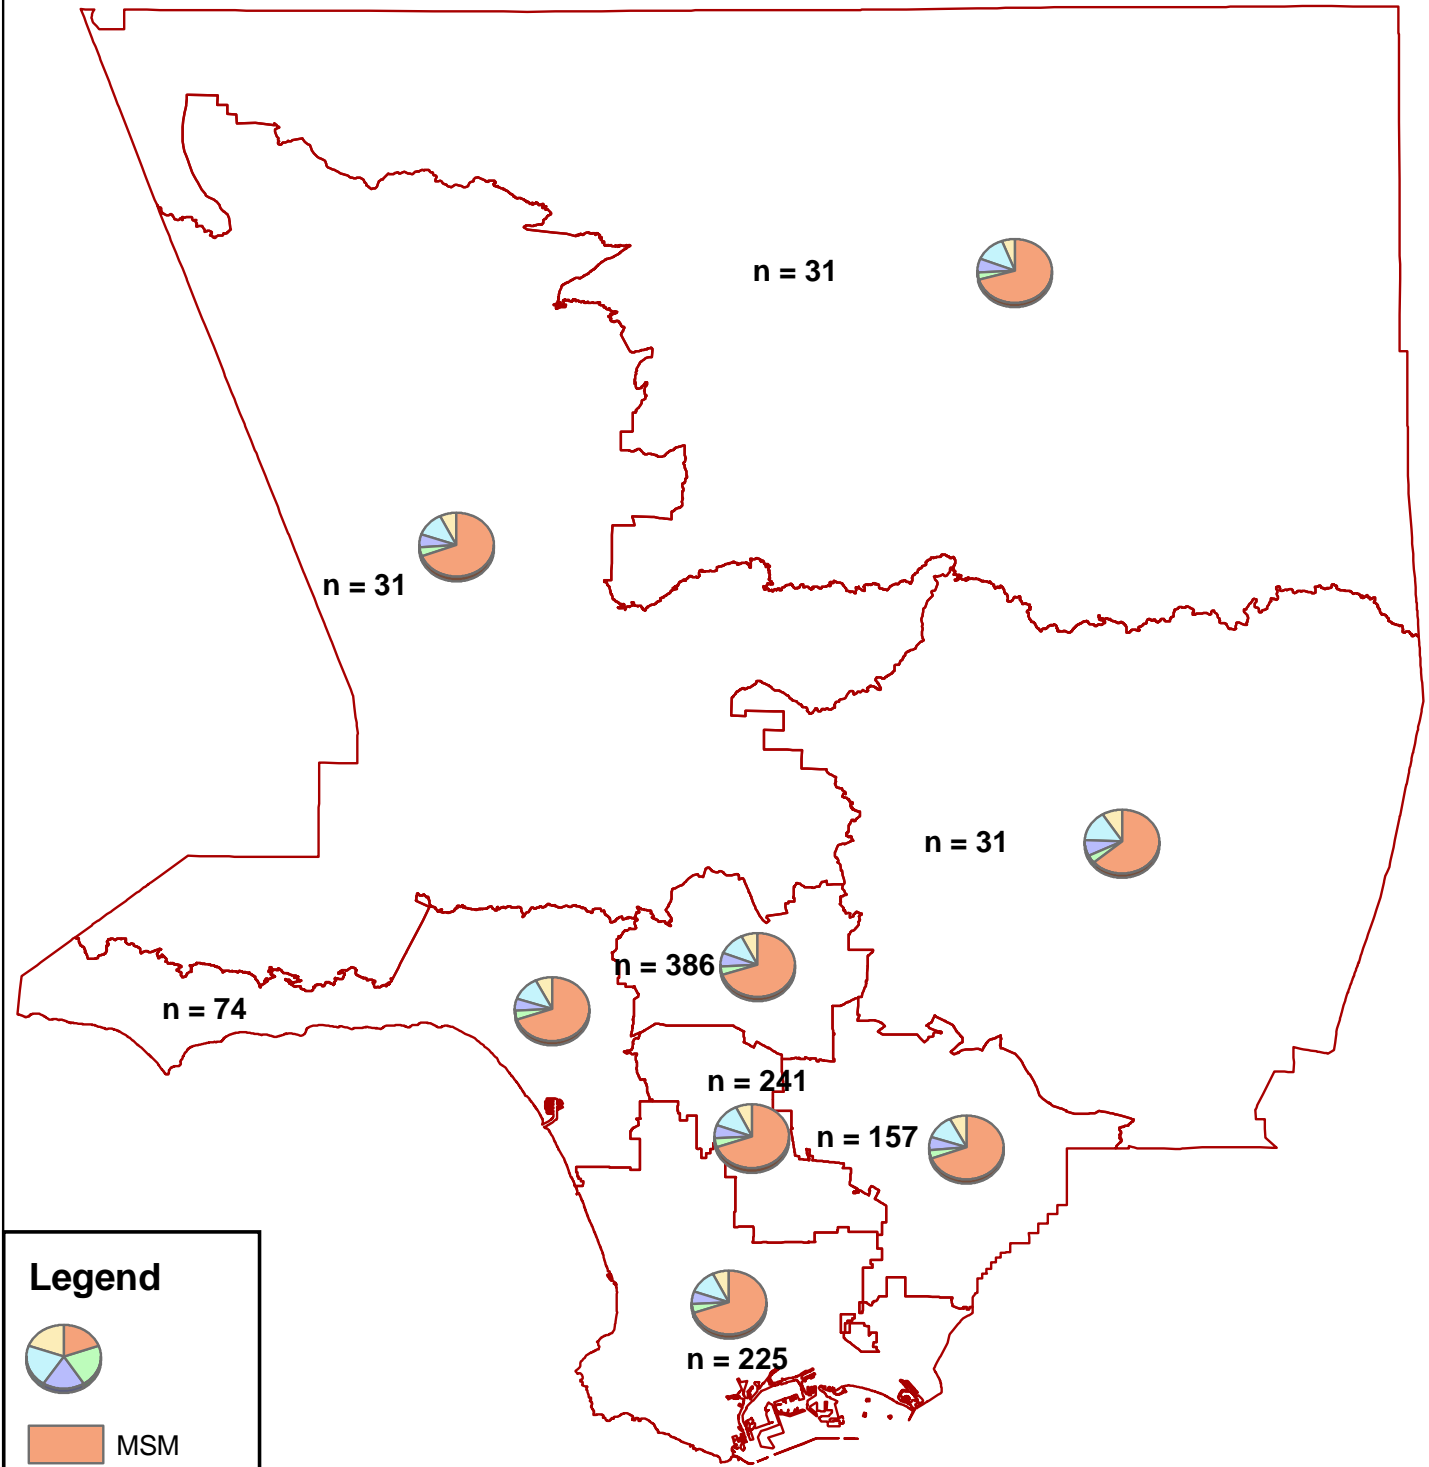 n = 31
n = 31
n = 31
n = 386
n = 74
n = 241
n = 157
n = 225
Legend
MSM